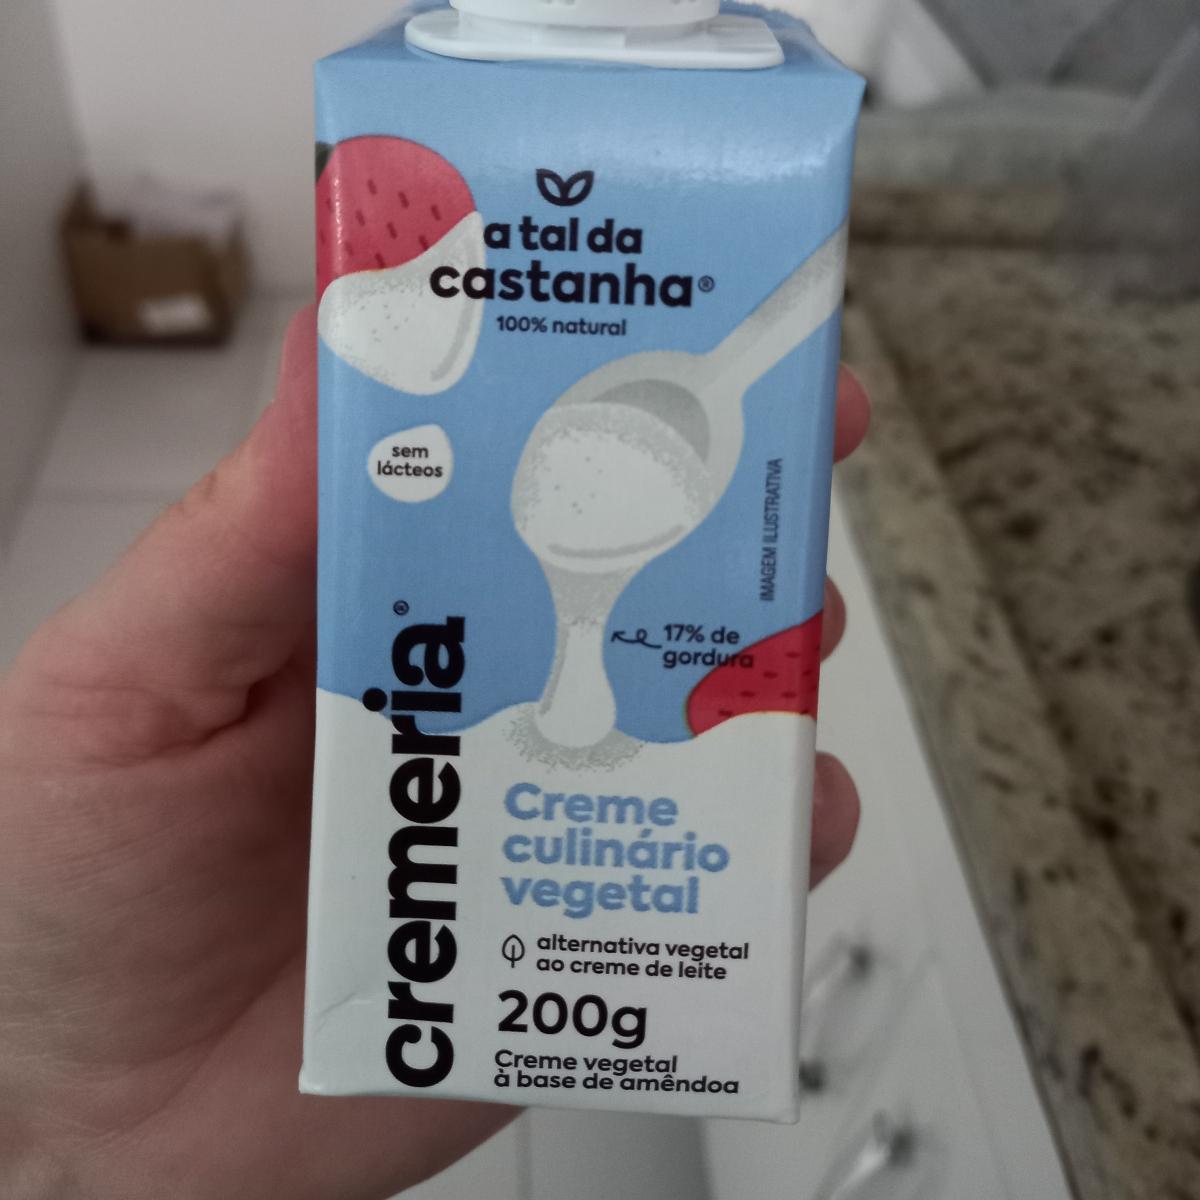 a tal da
castanha®
100% natural
sem
lácteos
IMAGEM ILUSTRATIVA
17% de
gordura
cremeria®
Creme
culinário
vegetal
alternativa vegetal
ao creme de leite
200g
Creme vegetal
à base de amêndoa